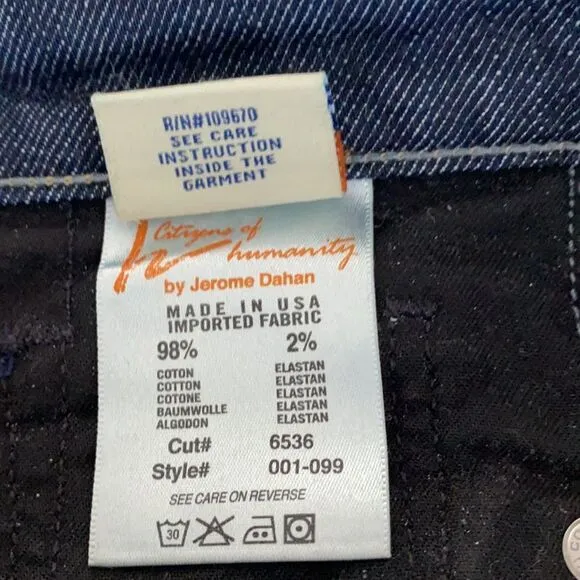 R/N#109670
SEE CARE
INSTRUCTION
INSIDE THE
GARMENT
Citizens of
humanity
by Jerome Dahan
MADE IN USA
IMPORTED FABRIC
98% 2%
COTON ELASTAN
COTTON ELASTAN
COTONE ELASTAN
BAUMWOLLE ELASTAN
ALGODON ELASTAN
Cut# 6536
Style# 001-099
SEE CARE ON REVERSE
30